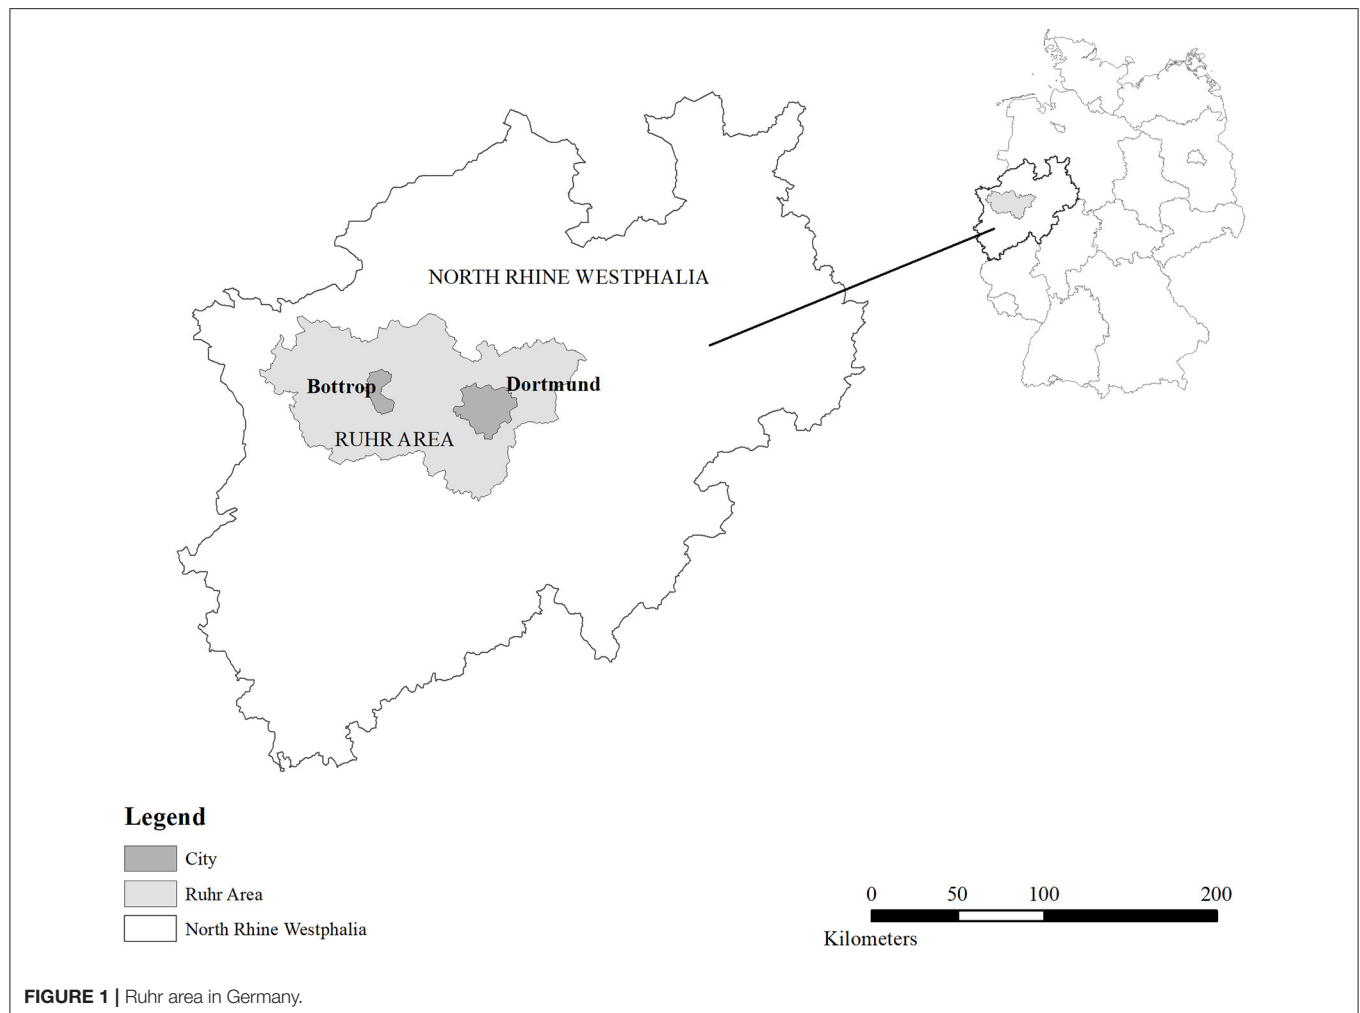 NORTH RHINE WESTPHALIA
Bottrop
Dortmund
RUHR AREA
Legend
City
Ruhr Area
North Rhine Westphalia
0 50 100 200
Kilometers
FIGURE 1 | Ruhr area in Germany.